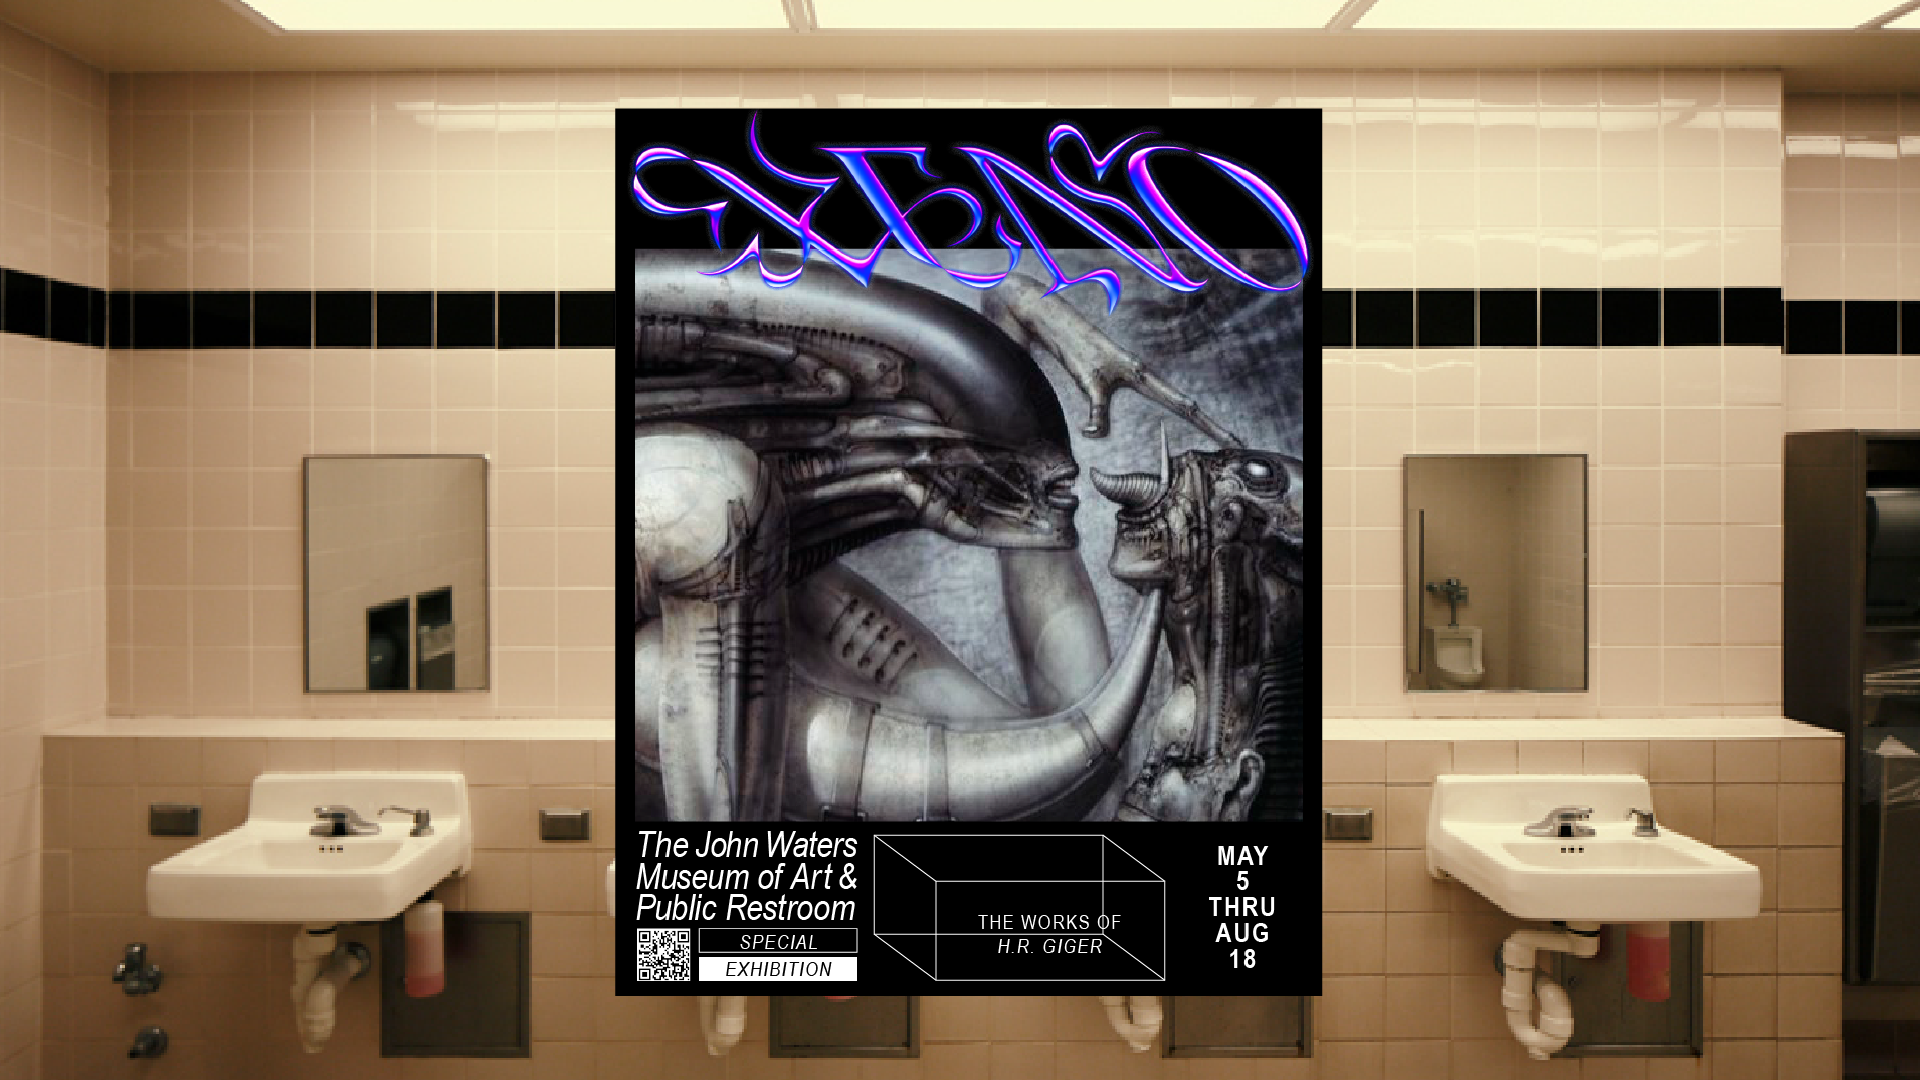 XENO
The John Waters
Museum of Art &
Public Restroom
SPECIAL
EXHIBITION
THE WORKS OF
H.R. GIGER
MAY
5
THRU
AUG
18